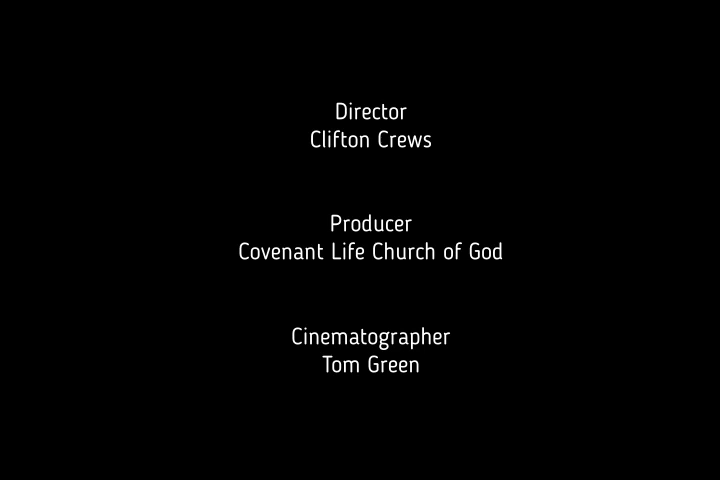 Director
Clifton Crews
Producer
Covenant Life Church of God
Cinematographer
Tom Green